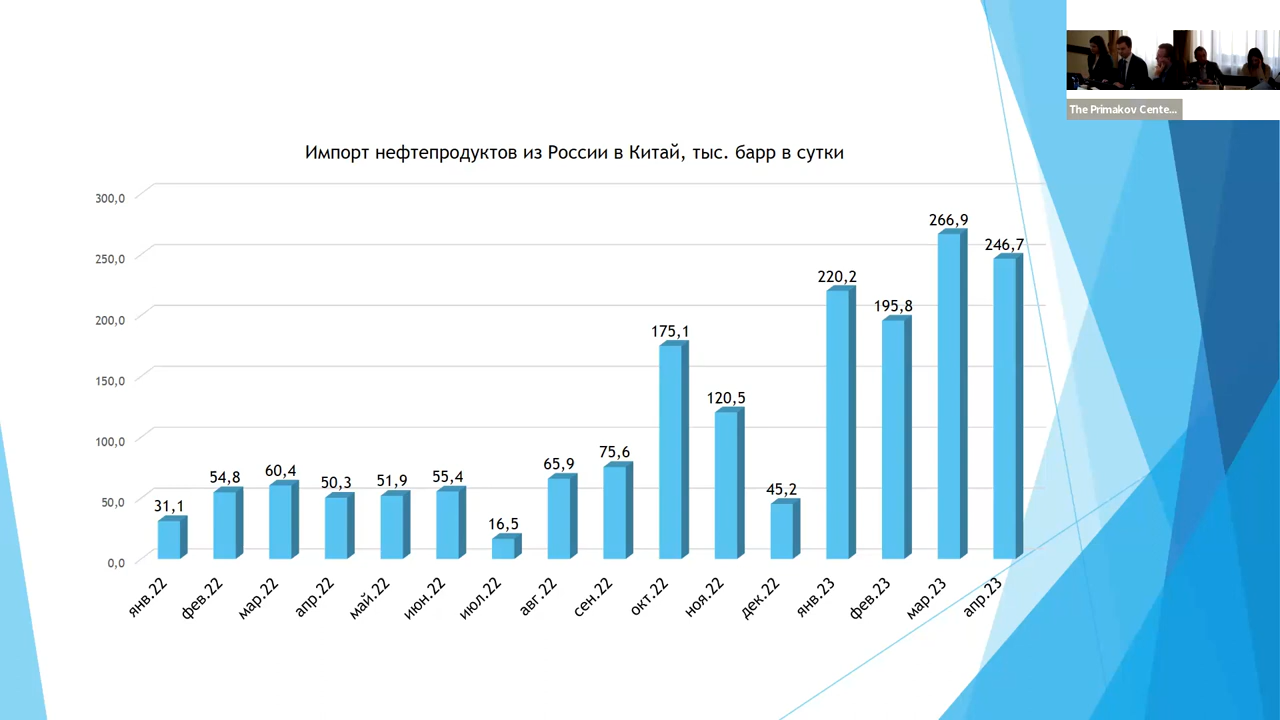 The Primakov Cente...
Импорт нефтепродуктов из России в Китай, тыс. барр в сутки
300,0
250,0
200,0
150,0
100,0
50,0
0,0
31,1
54,8
60,4
50,3
51,9
55,4
16,5
65,9
75,6
175,1
120,5
45,2
220,2
195,8
266,9
246,7
янв.22
фев.22
мар.22
апр.22
май.22
июн.22
июл.22
авг.22
сен.22
окт.22
ноя.22
дек.22
янв.23
фев.23
мар.23
апр.23